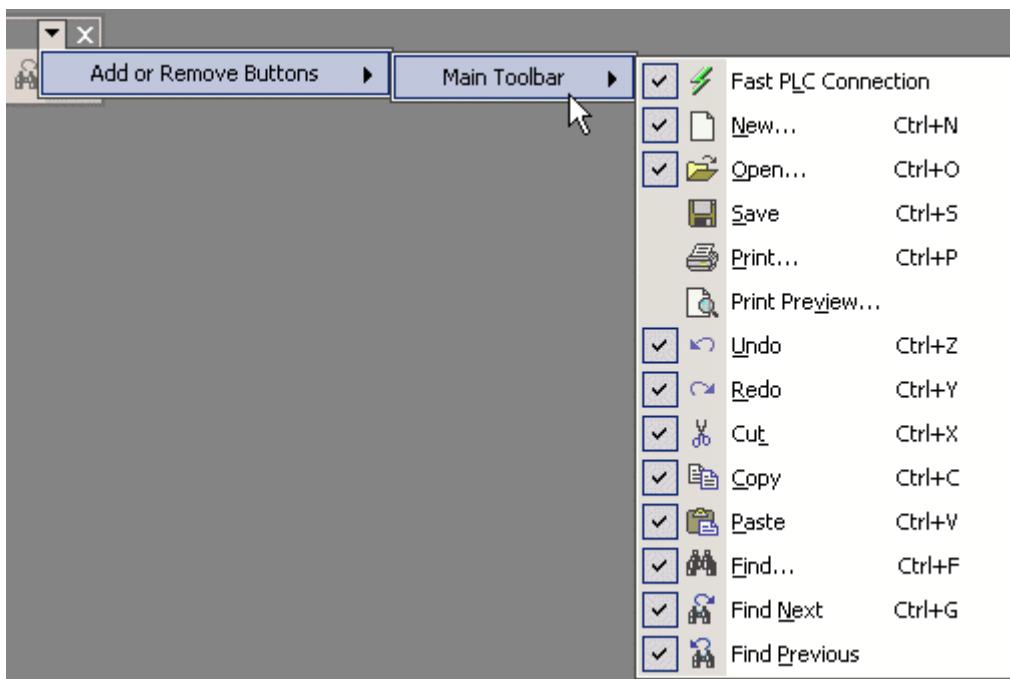 Add or Remove Buttons
Main Toolbar
Fast PLC Connection
New... Ctrl+N
Open... Ctrl+O
Save Ctrl+S
Print... Ctrl+P
Print Preview...
Undo Ctrl+Z
Redo Ctrl+Y
Cut Ctrl+X
Copy Ctrl+C
Paste Ctrl+V
Find... Ctrl+F
Find Next Ctrl+G
Find Previous